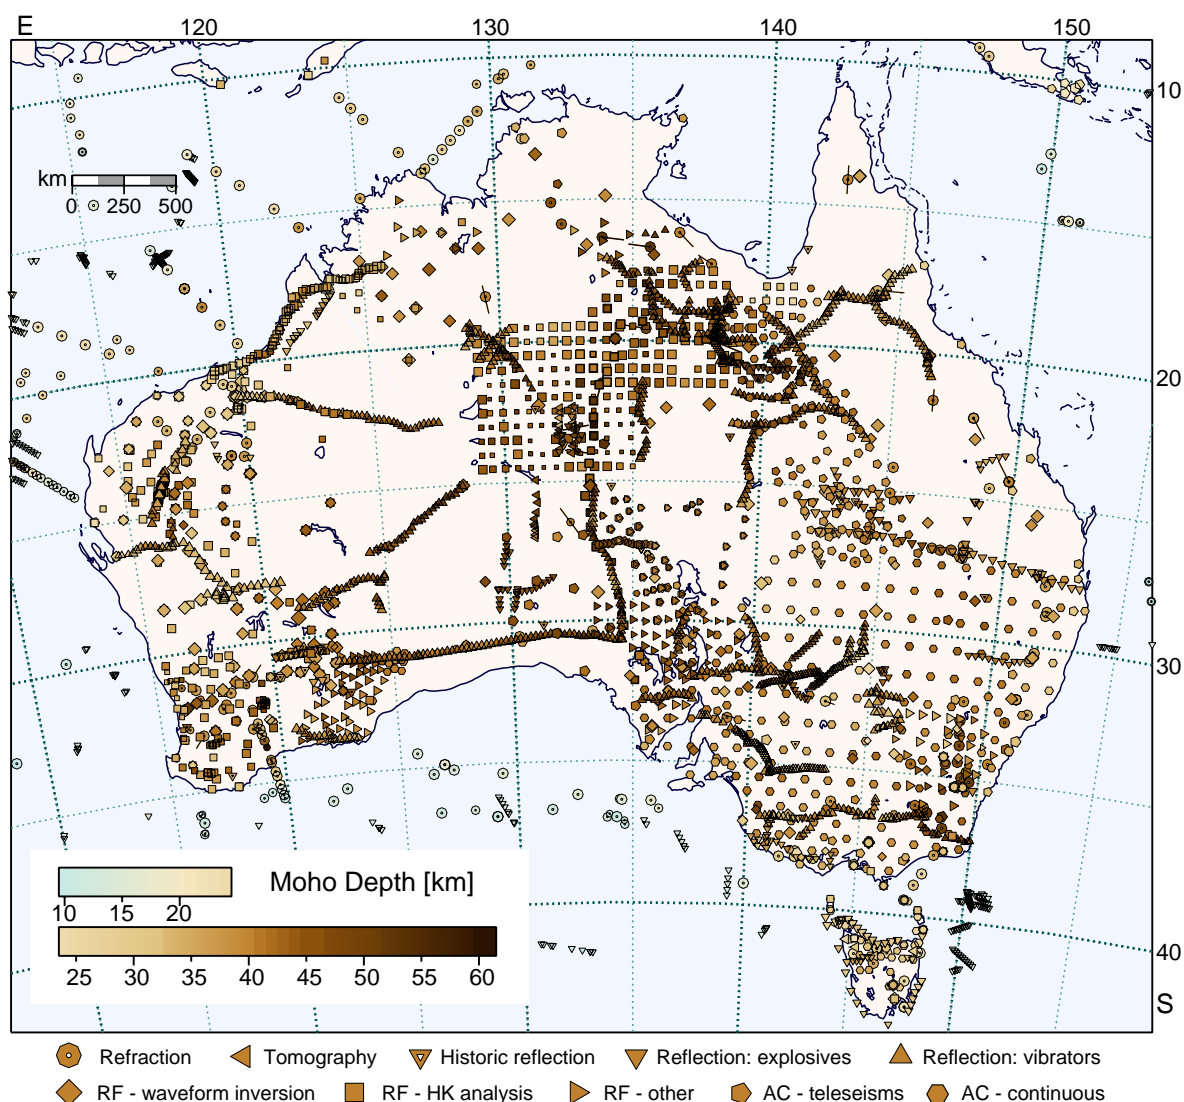 E 120 130 140 150
10
km
0 250 500
20
30
Moho Depth [km]
10 15 20
25 30 35 40 45 50 55 60
40
S
Refraction Tomography Historic reflection Reflection: explosives Reflection: vibrators
RF - waveform inversion RF - HK analysis RF - other AC - teleseisms AC - continuous